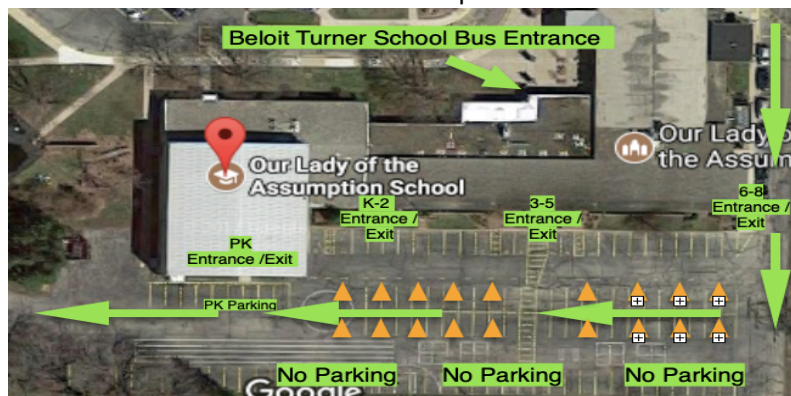 Beloit Turner School Bus Entrance
Our Lady of the
Assumption School
Our Lady o
the Assum
K-2
Entrance /
Exit
3-5
Entrance /
Exit
6-8
Entrance /
Exit
PK
Entrance /Exit
PK Parking
No Parking
No Parking
No Parking
Google